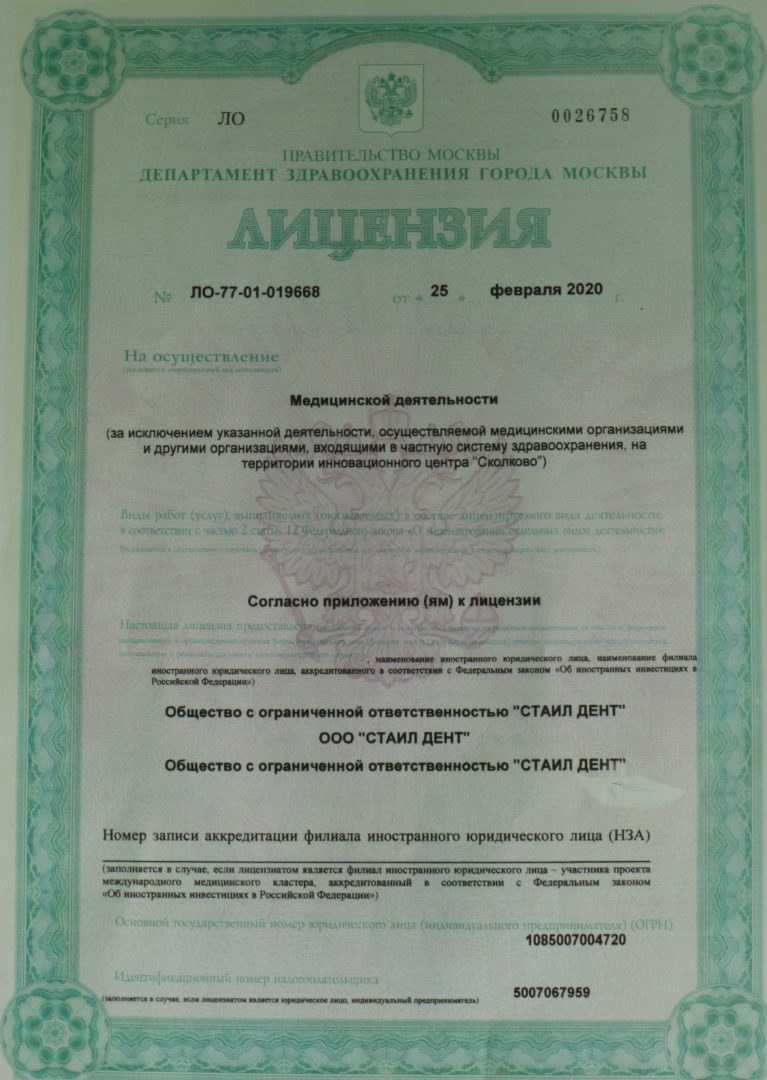 Серия ЛО 0026758
ПРАВИТЕЛЬСТВО МОСКВЫ
ДЕПАРТАМЕНТ ЗДРАВООХРАНЕНИЯ ГОРОДА МОСКВЫ
ЛИЦЕНЗИЯ
№ ЛО-77-01-019668 от « 25 » февраля 2020 г.
На осуществление
(указывается лицензируемый вид деятельности)
Медицинской деятельности
(за исключением указанной деятельности, осуществляемой медицинскими организациями
и другими организациями, входящими в частную систему здравоохранения, на
территории инновационного центра "Сколково")
Виды работ (услуг), выполняемых (оказываемых) в составе лицензируемого вида деятельности,
в соответствии с частью 2 статьи 12 Федерального закона «О лицензировании отдельных видов деятельности»
Согласно приложению (ям) к лицензии
Настоящая лицензия предоставлена
, наименование иностранного юридического лица, наименование филиала
иностранного юридического лица, аккредитованного в соответствии с Федеральным законом «Об иностранных инвестициях в
Российской Федерации»)
Общество с ограниченной ответственностью "СТАИЛ ДЕНТ"
ООО "СТАИЛ ДЕНТ"
Общество с ограниченной ответственностью "СТАИЛ ДЕНТ"
Номер записи аккредитации филиала иностранного юридического лица (НЗА)
(заполняется в случае, если лицензиатом является филиал иностранного юридического лица – участника проекта
международного медицинского кластера, аккредитованный в соответствии с Федеральным законом
«Об иностранных инвестициях в Российской Федерации»)
Основной государственный номер юридического лица (индивидуального предпринимателя) (ОГРН)
1085007004720
Идентификационный номер налогоплательщика
(заполняется в случае, если лицензиатом является юридическое лицо, индивидуальный предприниматель)
5007067959